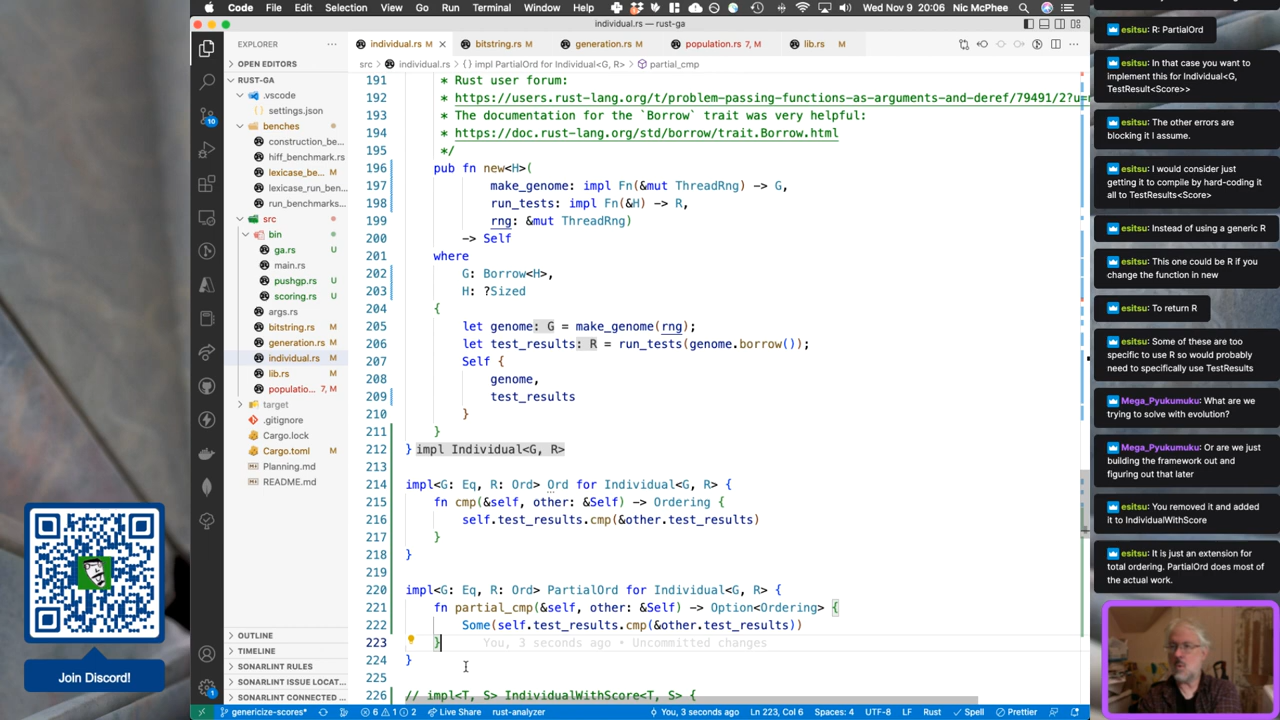 Code File Edit Selection View Go Run Terminal Window Help
Wed Nov 9 20:06 Nic McPhee
individual.rs — rust-ga
EXPLORER
OPEN EDITORS
RUST-GA
.vscode
settings.json
benches
construction_be...
hiff_benchmark.rs
lexicase_be... M
lexicase_run_ben...
run_benchmarks...
src
bin
ga.rs U
main.rs
pushgp.rs U
scoring.rs U
args.rs
bitstring.rs M
generation.rs M
individual.rs M
lib.rs M
populatio... 7, M
target
.gitignore
Cargo.lock
Cargo.toml M
Planning.md
README.md
OUTLINE
TIMELINE
SONARLINT RULES
SONARLINT ISSUE LOCAT...
SONARLINT CONNECTED ...
individual.rs M bitstring.rs M generation.rs M population.rs 7, M lib.rs M
src > individual.rs > {} impl PartialOrd for Individual<G, R> > partial_cmp
191 * Rust user forum:
192 * https://users.rust-lang.org/t/problem-passing-functions-as-arguments-and-deref/79491/2?u=
193 * The documentation for the `Borrow` trait was very helpful:
194 * https://doc.rust-lang.org/std/borrow/trait.Borrow.html
195 */
196 pub fn new<H>(
197 make_genome: impl Fn(&mut ThreadRng) -> G,
198 run_tests: impl Fn(&H) -> R,
199 rng: &mut ThreadRng)
200 -> Self
201 where
202 G: Borrow<H>,
203 H: ?Sized
204 {
205 let genome: G = make_genome(rng);
206 let test_results: R = run_tests(genome.borrow());
207 Self {
208 genome,
209 test_results
210 }
211 }
212 } impl Individual<G, R>
213
214 impl<G: Eq, R: Ord> Ord for Individual<G, R> {
215 fn cmp(&self, other: &Self) -> Ordering {
216 self.test_results.cmp(&other.test_results)
217 }
218 }
219
220 impl<G: Eq, R: Ord> PartialOrd for Individual<G, R> {
221 fn partial_cmp(&self, other: &Self) -> Option<Ordering> {
222 Some(self.test_results.cmp(&other.test_results))
223 } You, 3 seconds ago • Uncommitted changes
224 }
225
226 // impl<T, S> IndividualWithScore<T, S> {
10
1
genericize-scores* 6 1 2 Live Share rust-analyzer You, 3 seconds ago Ln 223, Col 6 Spaces: 4 UTF-8 LF Rust Spell Prettier
Join Discord!
esitsu: R: PartialOrd
esitsu: In that case you want to
implement this for Individual<G,
TestResult<Score>>
esitsu: The other errors are
blocking it I assume.
esitsu: I would consider just
getting it to compile by hard-coding it
all to TestResults<Score>
esitsu: Instead of using a generic R
esitsu: This one could be R if you
change the function in new
esitsu: To return R
esitsu: Some of these are too
specific to use R so would probably
need to specifically use TestResults
Mega_Pyukumuku: What are we
trying to solve with evolution?
Mega_Pyukumuku: Or are we just
building the framework out and
figuring out that later
esitsu: You removed it and added
it to IndividualWithScore
esitsu: It is just an extension for
total ordering. PartialOrd does most of
the actual work.